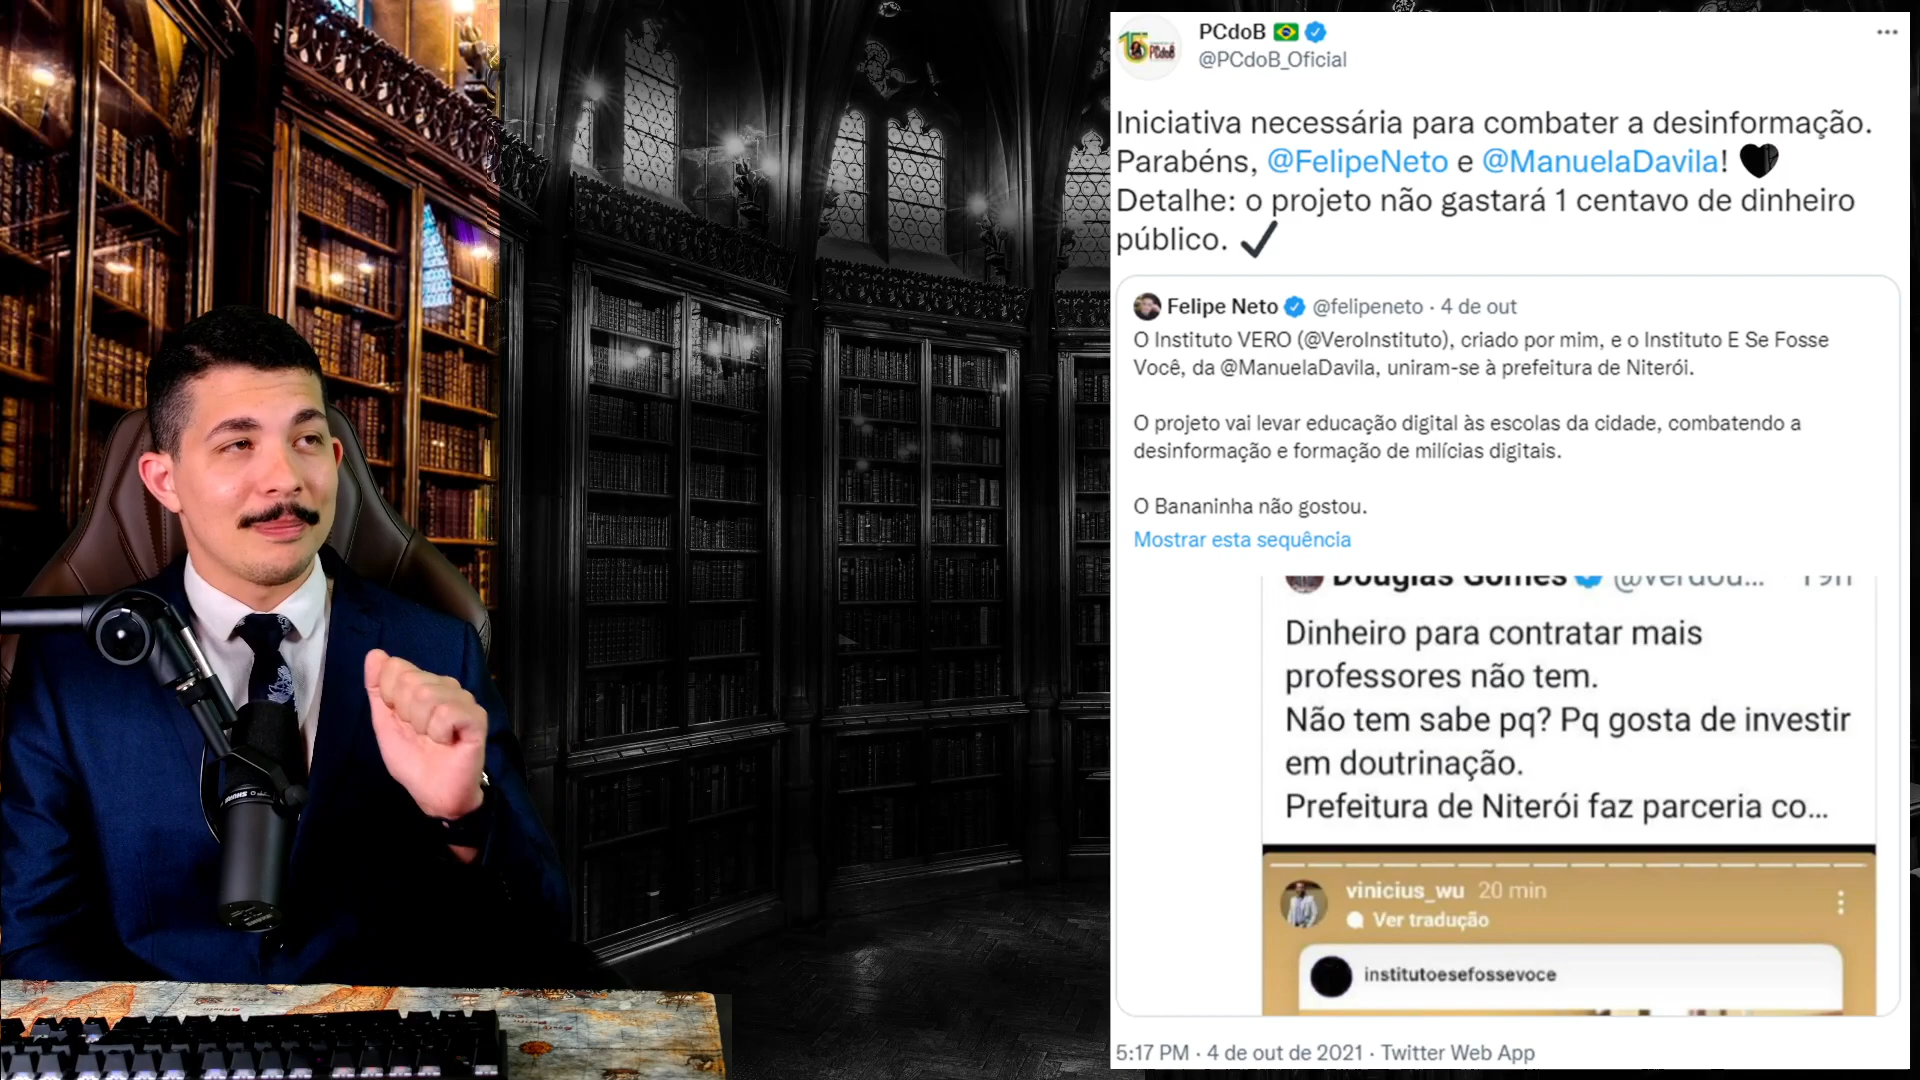 PCdoB
@PCdoB_Oficial
Iniciativa necessária para combater a desinformação.
Parabéns, @FelipeNeto e @ManuelaDavila!
Detalhe: o projeto não gastará 1 centavo de dinheiro
público.
Felipe Neto @felipeneto · 4 de out
O Instituto VERO (@VeroInstituto), criado por mim, e o Instituto E Se Fosse
Você, da @ManuelaDavila, uniram-se à prefeitura de Niterói.
O projeto vai levar educação digital às escolas da cidade, combatendo a
desinformação e formação de milícias digitais.
O Bananinha não gostou.
Mostrar esta sequência
Douglas Gomes @verdou... 19h
Dinheiro para contratar mais
professores não tem.
Não tem sabe pq? Pq gosta de investir
em doutrinação.
Prefeitura de Niterói faz parceria co...
vinicius_wu 20 min
Ver tradução
institutoesefossevoce
5:17 PM · 4 de out de 2021 · Twitter Web App
SHURE